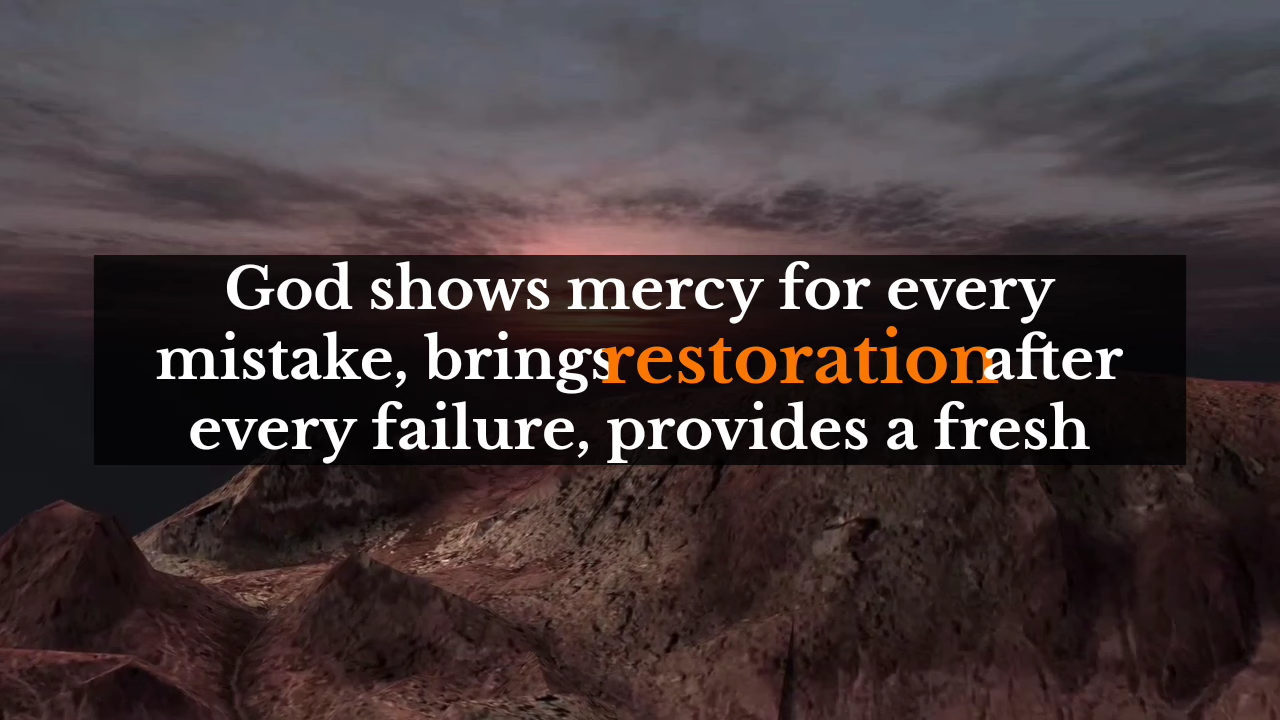 God shows mercy for every
mistake, brings restoration after
every failure, provides a fresh